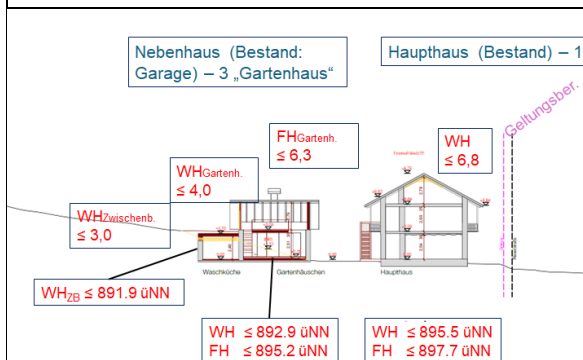 Nebenhaus (Bestand:
Garage) – 3 „Gartenhaus“
Haupthaus (Bestand) – 1
Geltungsber.
FHGartenh.
≤ 6,3
WH
≤ 6,8
WHGartenh.
≤ 4,0
WHZwischenb.
≤ 3,0
Waschküche
Gartenhäuschen
Haupthaus
WHZB ≤ 891.9 üNN
WH ≤ 892.9 üNN
FH ≤ 895.2 üNN
WH ≤ 895.5 üNN
FH ≤ 897.7 üNN